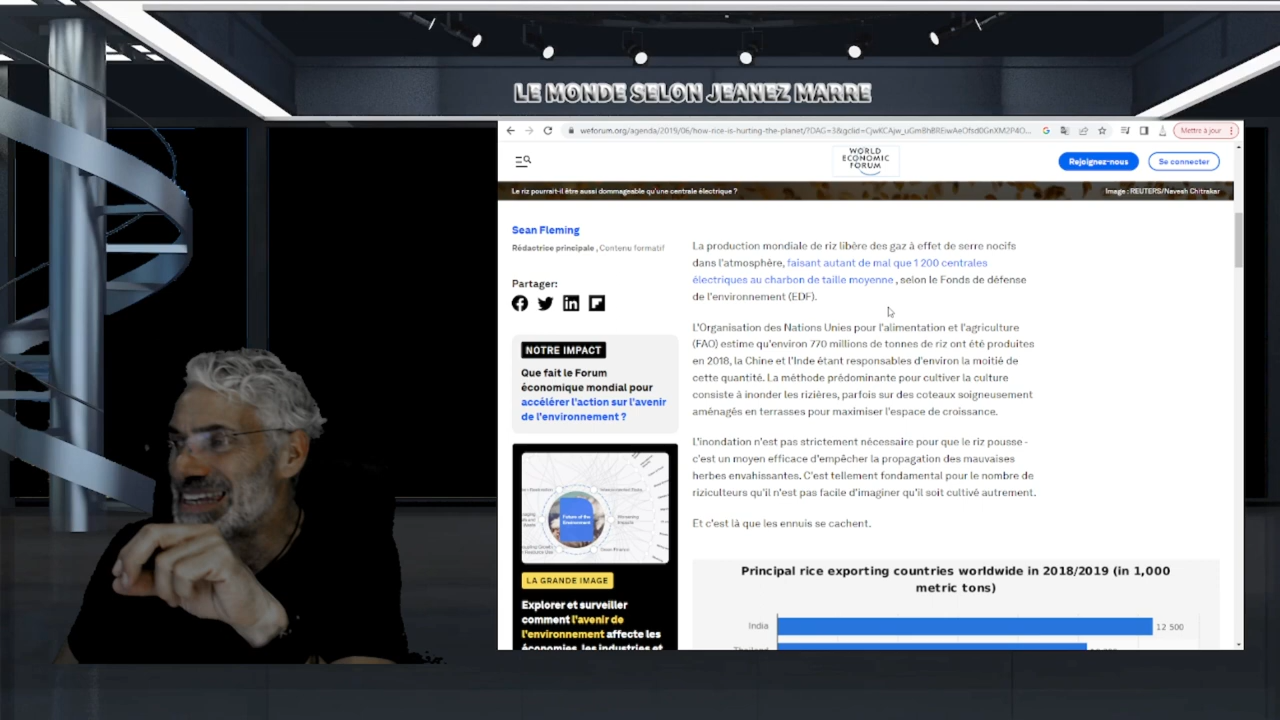 LE MONDE SELON JEANEZ MARRE
Mettre à jour
WORLD
ECONOMIC
FORUM
Rejoignez-nous
Se connecter
Le riz pourrait-il être aussi dommageable qu'une centrale électrique ?
Image : REUTERS/Navesh Chitrakar
Sean Fleming
Rédactrice principale , Contenu formatif
Partager:
NOTRE IMPACT
Que fait le Forum
économique mondial pour
accélérer l'action sur l'avenir
de l'environnement ?
Future of the
Environment
LA GRANDE IMAGE
Explorer et surveiller
comment l'avenir de
l'environnement affecte les
économies, les industries et
La production mondiale de riz libère des gaz à effet de serre nocifs
dans l'atmosphère, faisant autant de mal que 1 200 centrales
électriques au charbon de taille moyenne , selon le Fonds de défense
de l'environnement (EDF).
L'Organisation des Nations Unies pour l'alimentation et l'agriculture
(FAO) estime qu'environ 770 millions de tonnes de riz ont été produites
en 2018, la Chine et l'Inde étant responsables d'environ la moitié de
cette quantité. La méthode prédominante pour cultiver la culture
consiste à inonder les rizières, parfois sur des coteaux soigneusement
aménagés en terrasses pour maximiser l'espace de croissance.
L'inondation n'est pas strictement nécessaire pour que le riz pousse -
c'est un moyen efficace d'empêcher la propagation des mauvaises
herbes envahissantes. C'est tellement fondamental pour le nombre de
riziculteurs qu'il n'est pas facile d'imaginer qu'il soit cultivé autrement.
Et c'est là que les ennuis se cachent.
Principal rice exporting countries worldwide in 2018/2019 (in 1,000
metric tons)
India
12 500